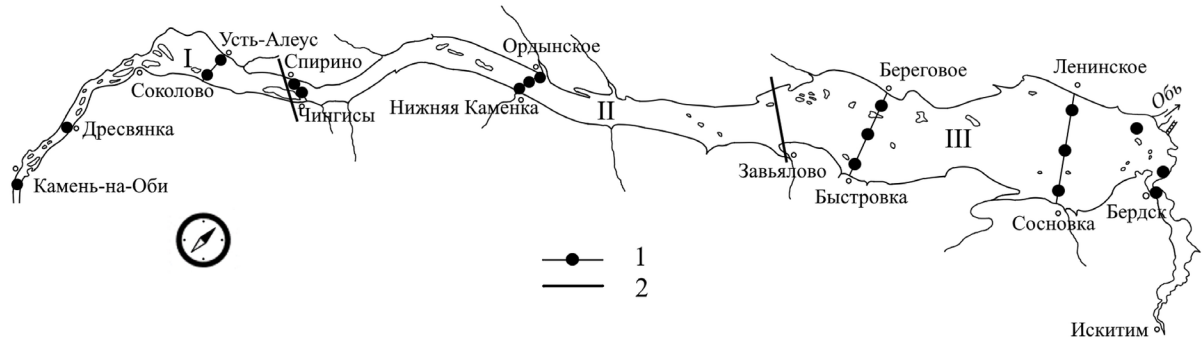 I
Усть-Алеус
Спирино
Соколово
Чингисы
Дресвянка
Камень-на-Оби
Ордынское
Нижняя Каменка
II
Завьялово
Береговое
Быстровка
III
Ленинское
Сосновка
Обь
Бердск
Искитим
1
2